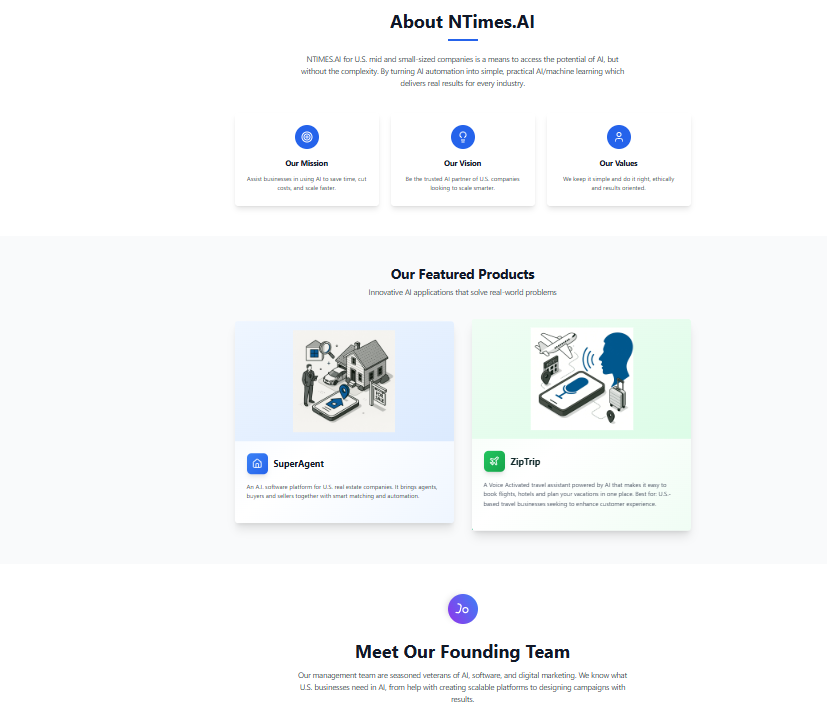 About NTimes.AI
NTIMES.AI for U.S. mid and small-sized companies is a means to access the potential of AI, but
without the complexity. By turning AI automation into simple, practical AI/machine learning which
delivers real results for every industry.
Our Mission
Assist businesses in using AI to save time, cut
costs, and scale faster.
Our Vision
Be the trusted AI partner of U.S. companies
looking to scale smarter.
Our Values
We keep it simple and do it right, ethically
and results oriented.
Our Featured Products
Innovative AI applications that solve real-world problems
SuperAgent
An A.I. software platform for U.S. real estate companies. It brings agents,
buyers and sellers together with smart matching and automation.
ZipTrip
A Voice Activated travel assistant powered by AI that makes it easy to
book flights, hotels and plan your vacations in one place. Best for: U.S.-
based travel businesses seeking to enhance customer experience.
Meet Our Founding Team
Our management team are seasoned veterans of AI, software, and digital marketing. We know what
U.S. businesses need in AI, from help with creating scalable platforms to designing campaigns with
results.